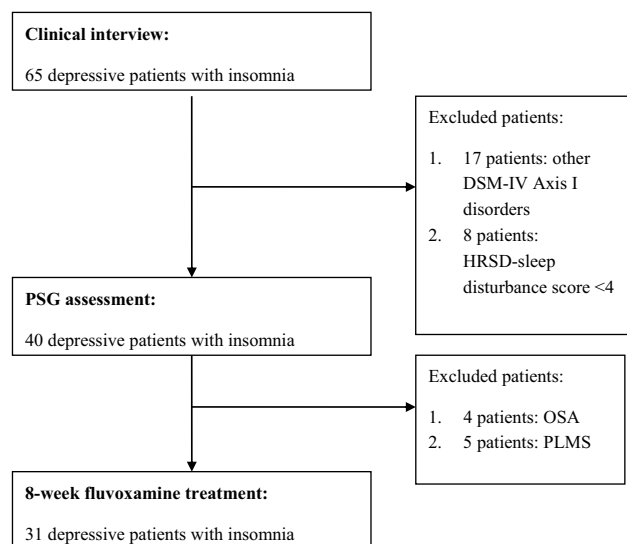 Clinical interview:
65 depressive patients with insomnia
Excluded patients:
1. 17 patients: other
DSM-IV Axis I
disorders
2. 8 patients:
HRSD-sleep
disturbance score <4
PSG assessment:
40 depressive patients with insomnia
Excluded patients:
1. 4 patients: OSA
2. 5 patients: PLMS
8-week fluvoxamine treatment:
31 depressive patients with insomnia